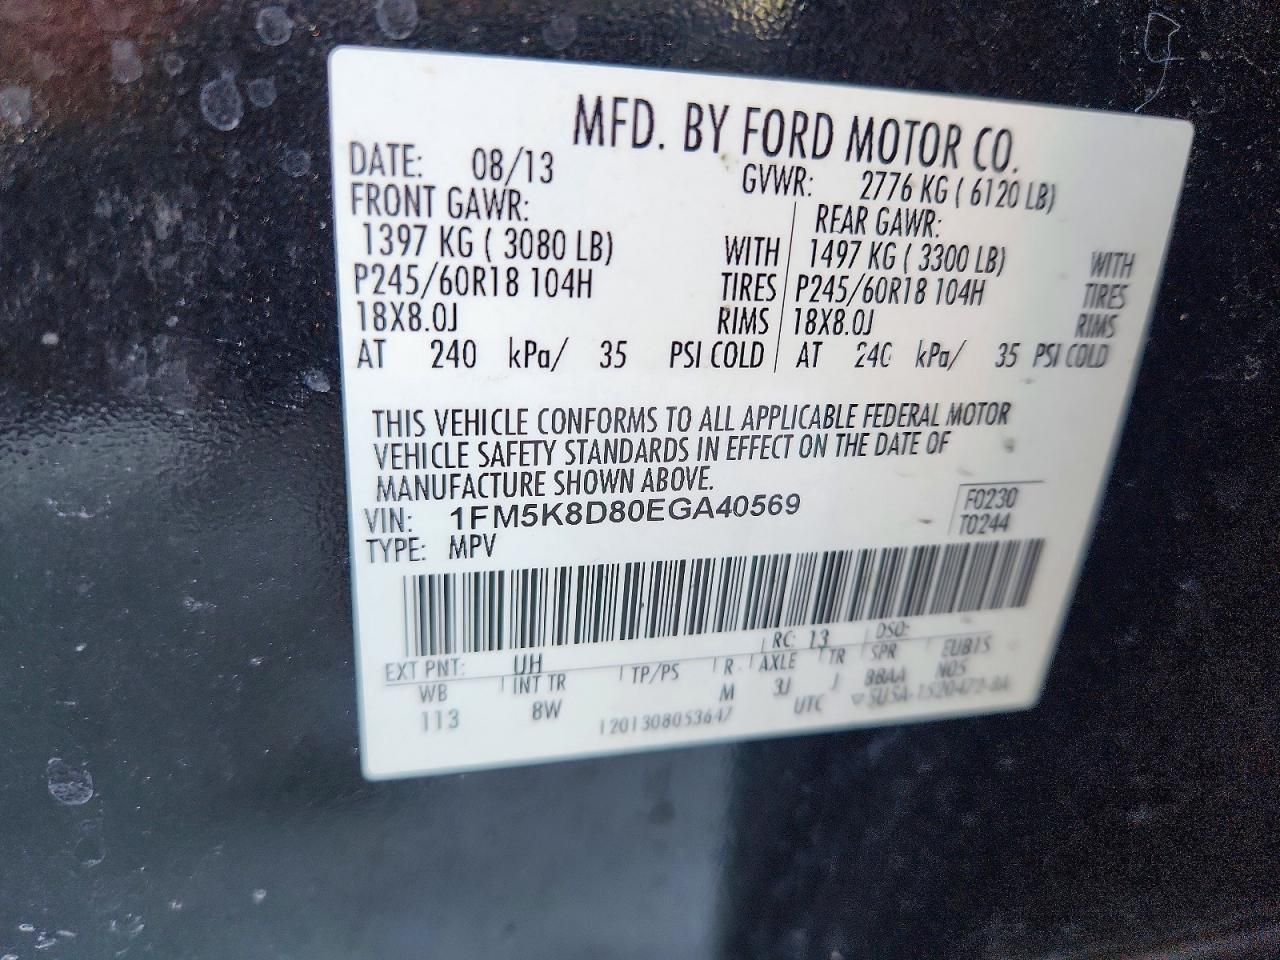 MFD. BY FORD MOTOR CO.
DATE: 08/13 GVWR: 2776 KG ( 6120 LB)
FRONT GAWR: REAR GAWR:
1397 KG ( 3080 LB) WITH 1497 KG ( 3300 LB) WITH
P245/60R18 104H TIRES P245/60R18 104H TIRES
18X8.0J RIMS 18X8.0J RIMS
AT 240 kPa/ 35 PSI COLD AT 240 kPa/ 35 PSI COLD
THIS VEHICLE CONFORMS TO ALL APPLICABLE FEDERAL MOTOR
VEHICLE SAFETY STANDARDS IN EFFECT ON THE DATE OF
MANUFACTURE SHOWN ABOVE.
VIN: 1FM5K8D80EGA40569 F0230
TYPE: MPV T0244
EXT PNT: UH RC: 13 DSO:
WB INT TR TP/PS R AXLE TR SPR EUB1S
113 8W M 3J J BBAA NO5
1201308053647 UTC